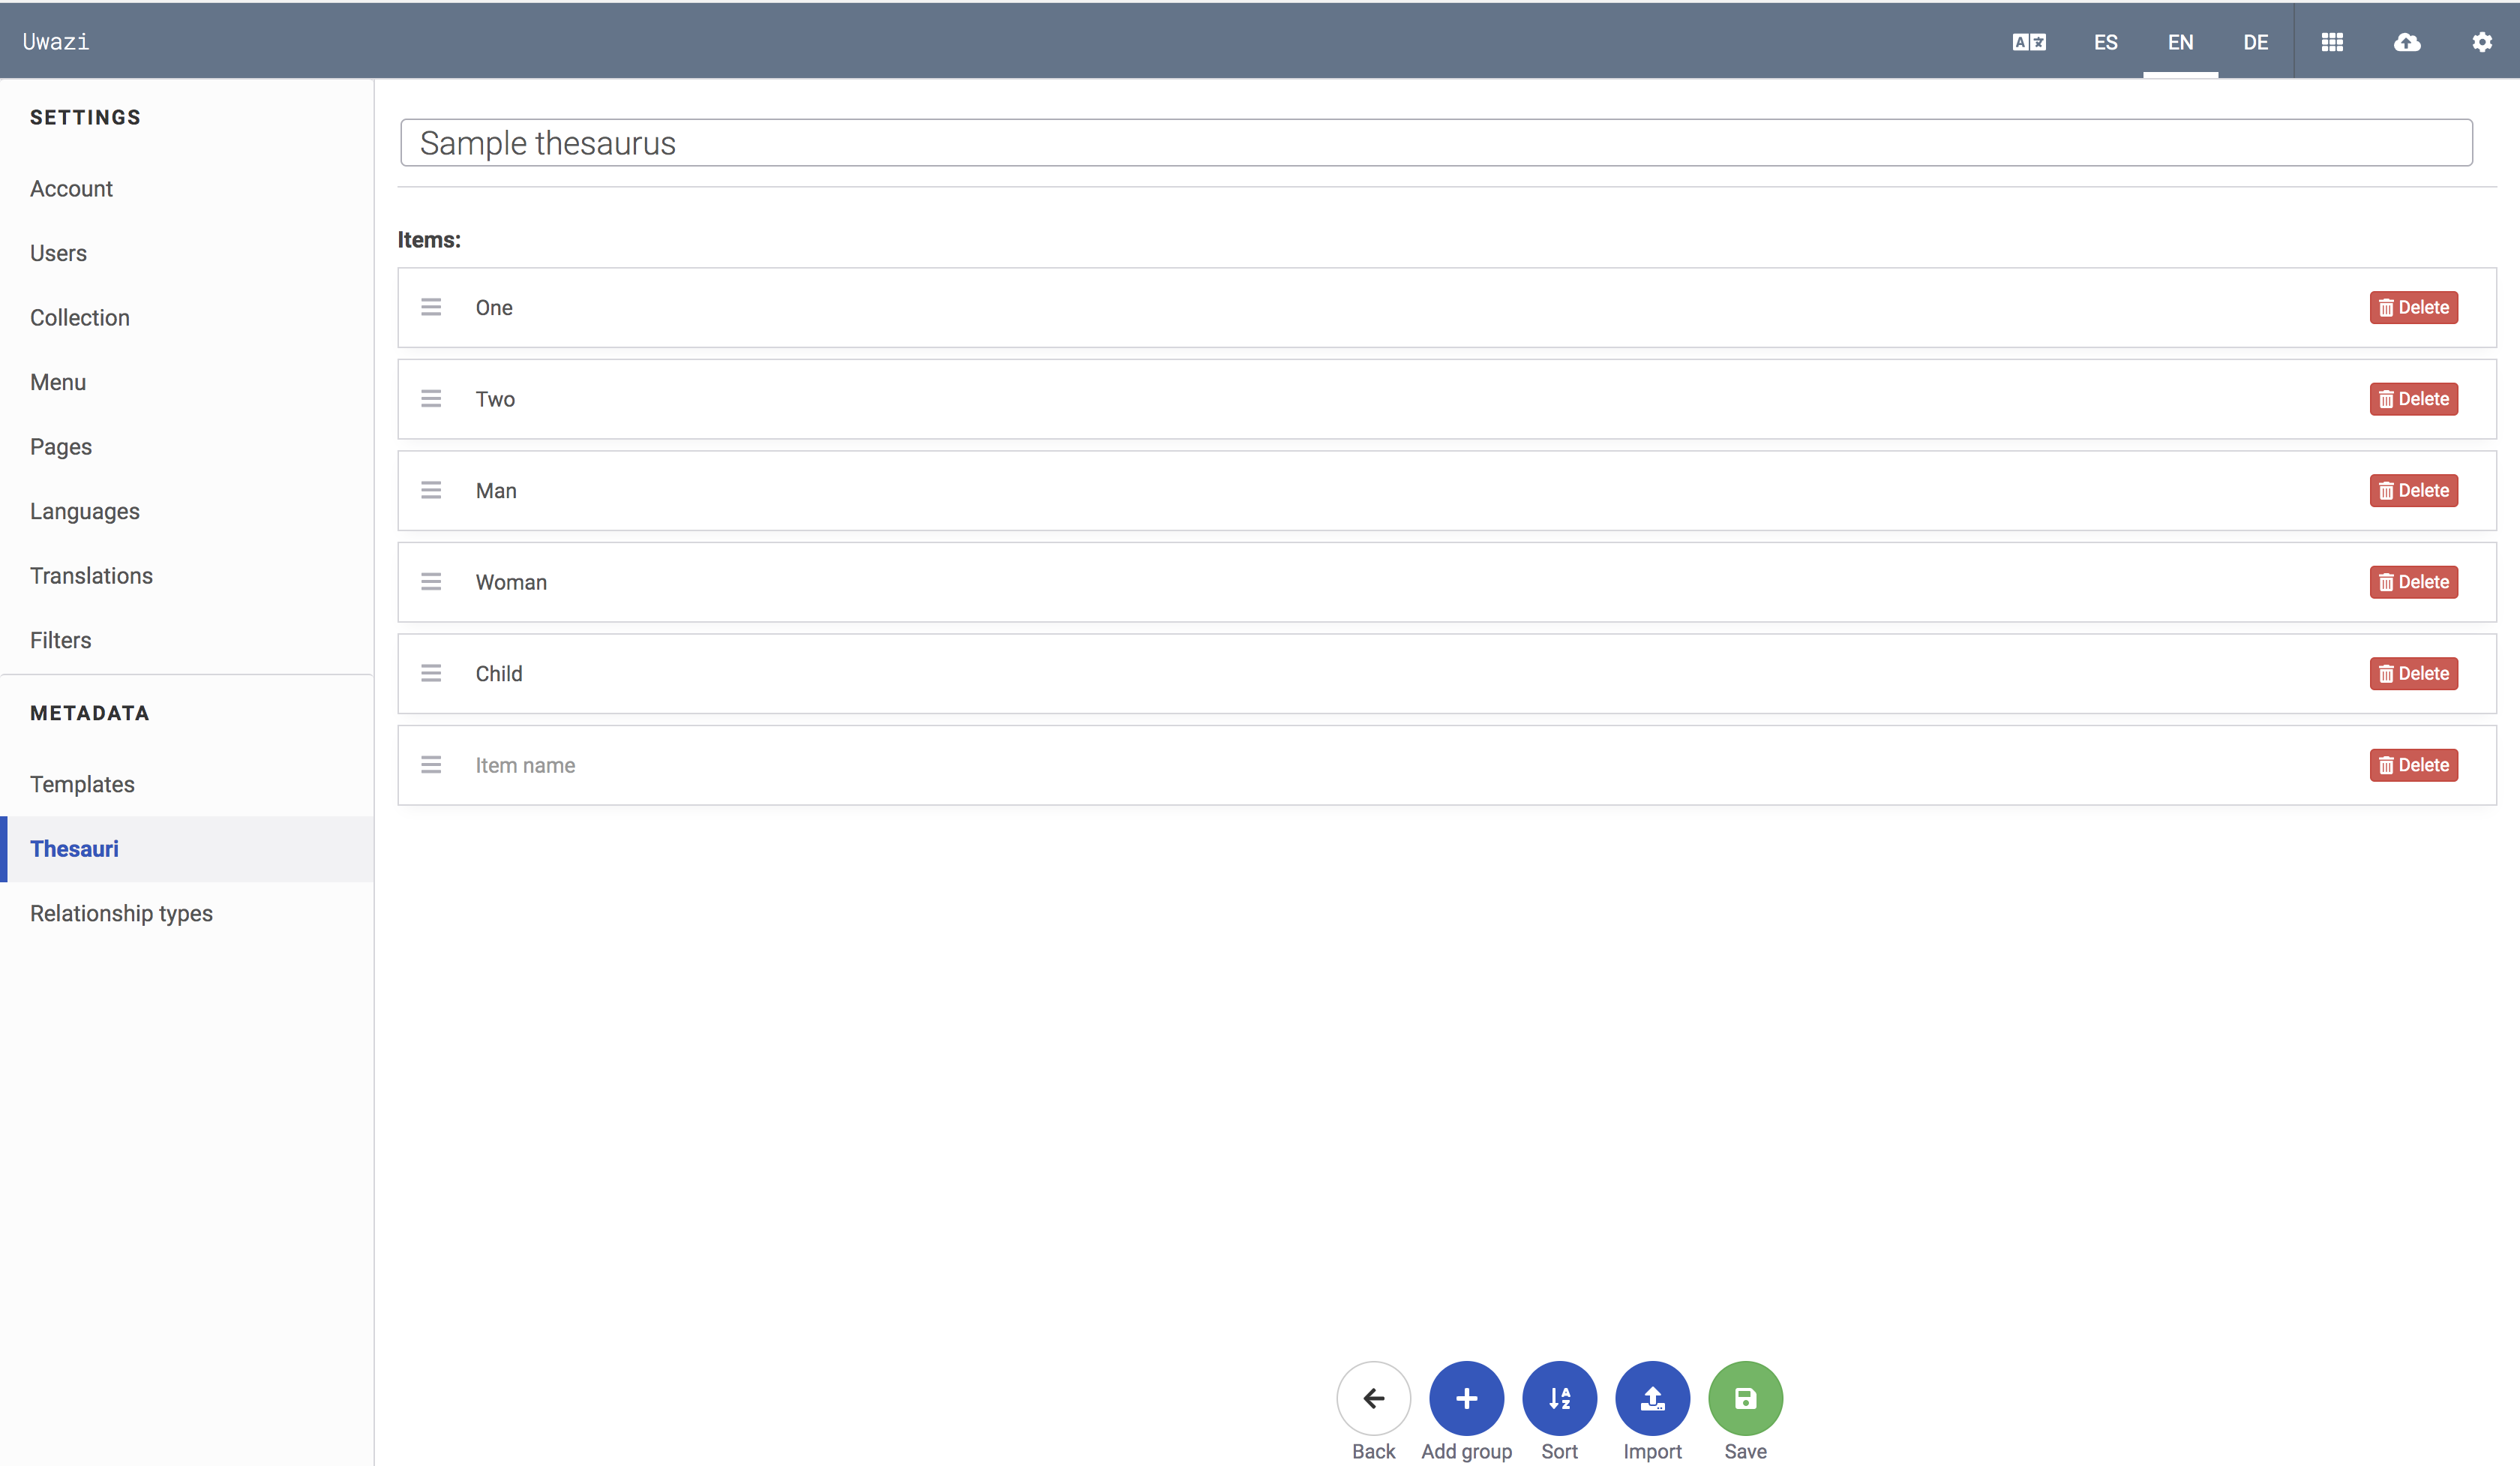 Uwazi
ES EN DE
SETTINGS
Account
Users
Collection
Menu
Pages
Languages
Translations
Filters
METADATA
Templates
Thesauri
Relationship types
Sample thesaurus
Items:
One Delete
Two Delete
Man Delete
Woman Delete
Child Delete
Item name Delete
Back Add group Sort Import Save